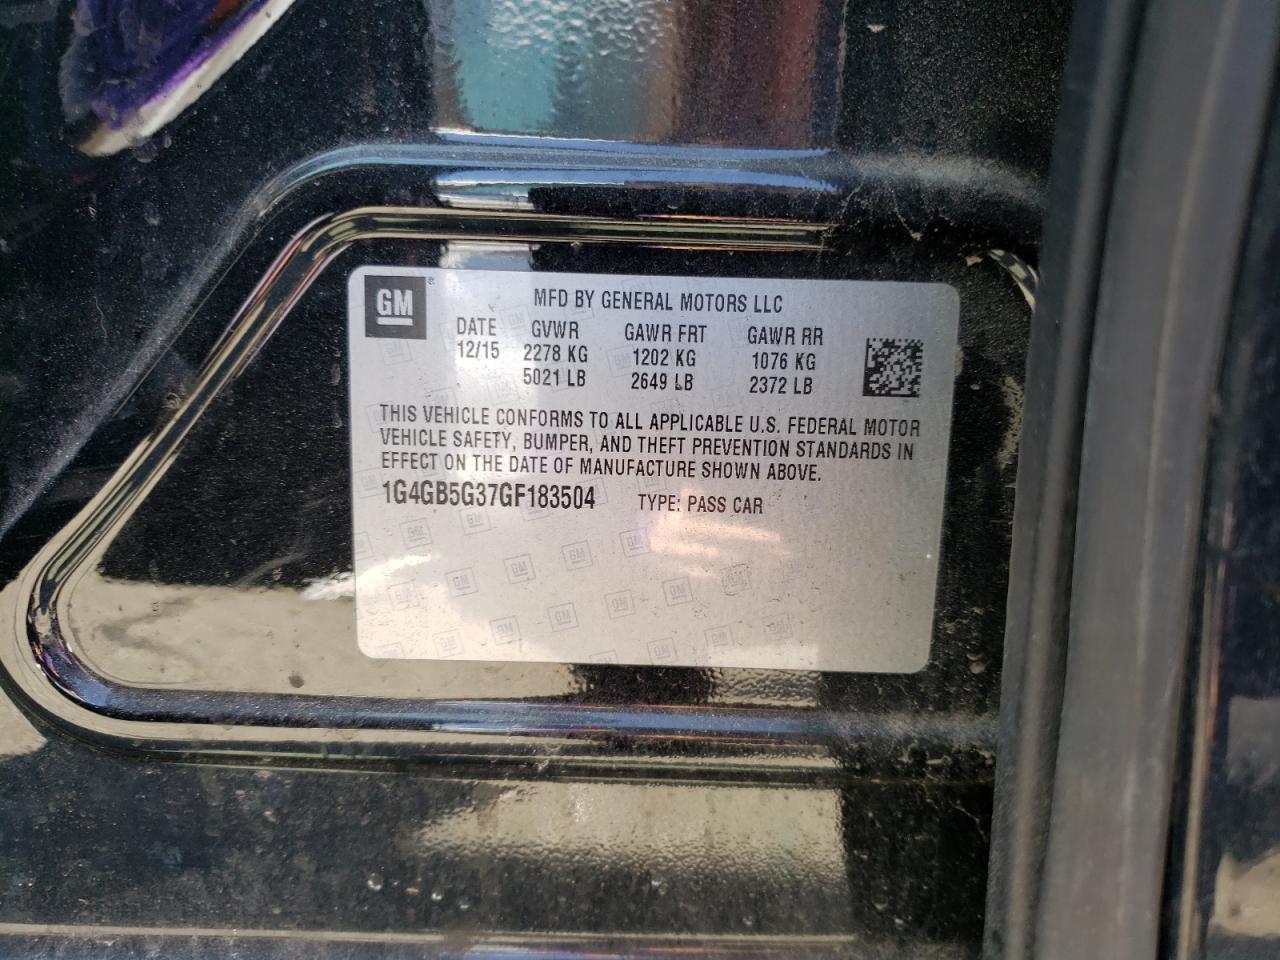 GM
MFD BY GENERAL MOTORS LLC
DATE GVWR GAWR FRT GAWR RR
12/15 2278 KG 1202 KG 1076 KG
5021 LB 2649 LB 2372 LB
THIS VEHICLE CONFORMS TO ALL APPLICABLE U.S. FEDERAL MOTOR
VEHICLE SAFETY, BUMPER, AND THEFT PREVENTION STANDARDS IN
EFFECT ON THE DATE OF MANUFACTURE SHOWN ABOVE.
1G4GB5G37GF183504 TYPE: PASS CAR